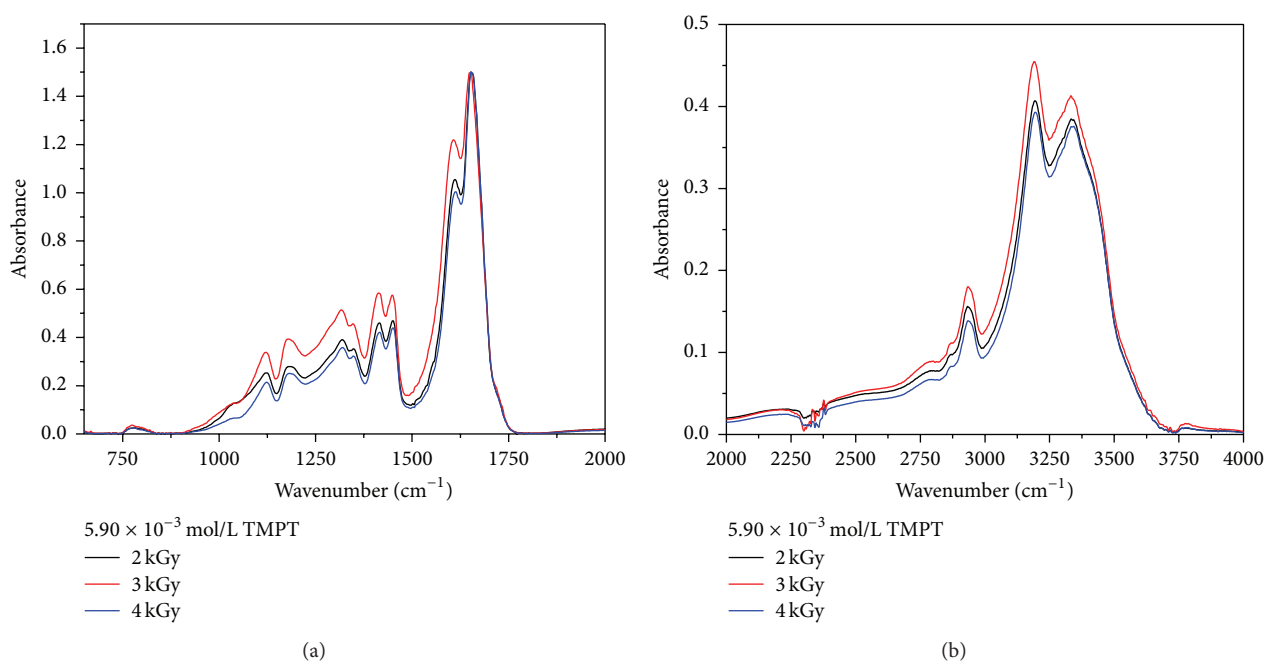 1.6
1.4
1.2
1.0
0.8
0.6
0.4
0.2
0.0
Absorbance
750 1000 1250 1500 1750 2000
Wavenumber (cm⁻¹)
5.90 × 10⁻³ mol/L TMPT
2 kGy
3 kGy
4 kGy
(a)
0.5
0.4
0.3
0.2
0.1
0.0
Absorbance
2000 2250 2500 2750 3000 3250 3500 3750 4000
Wavenumber (cm⁻¹)
5.90 × 10⁻³ mol/L TMPT
2 kGy
3 kGy
4 kGy
(b)